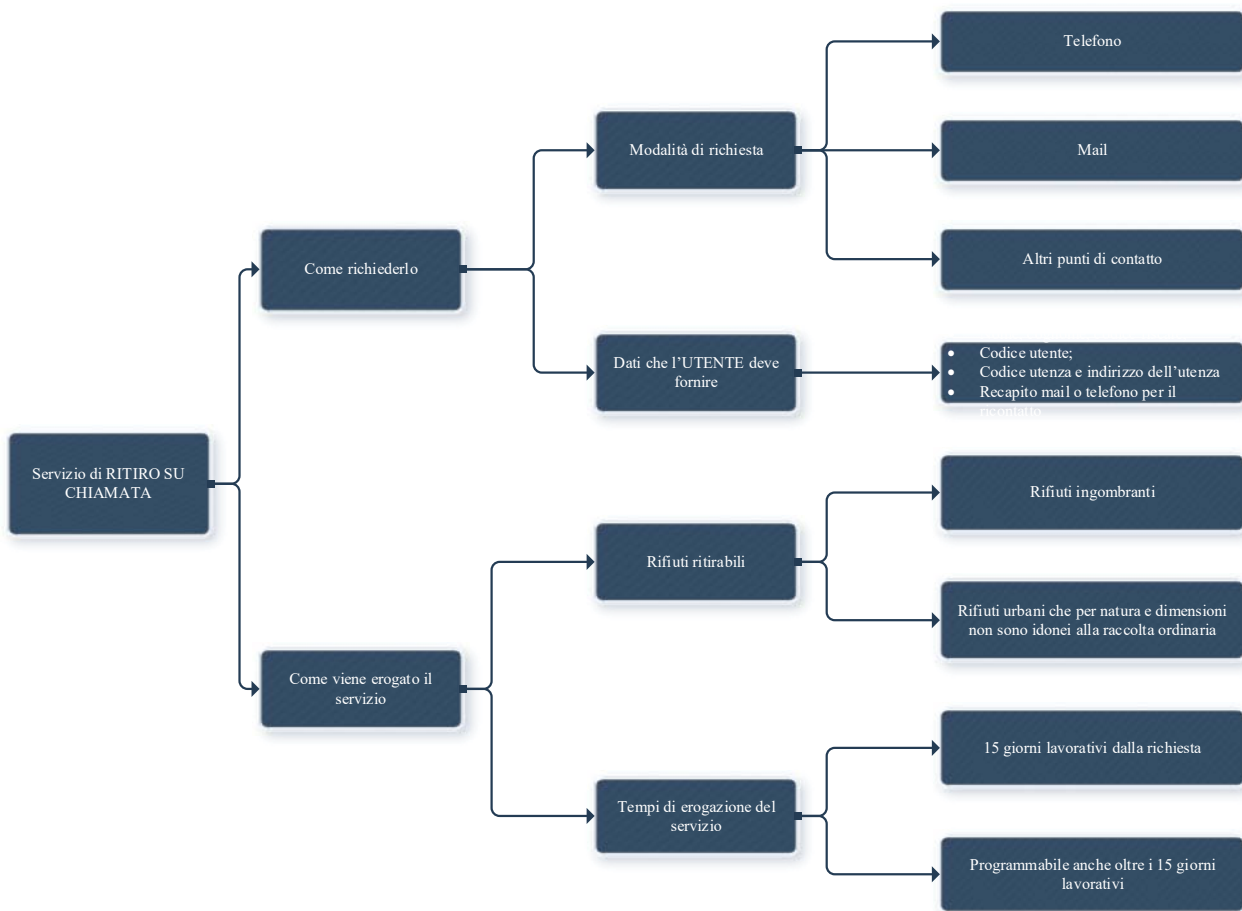 Telefono
Modalità di richiesta
Mail
Come richiederlo
Altri punti di contatto
Dati che l’UTENTE deve
fornire
• Codice utente;
• Codice utenza e indirizzo dell’utenza
• Recapito mail o telefono per il
ricontatto
Servizio di RITIRO SU
CHIAMATA
Rifiuti ingombranti
Rifiuti ritirabili
Rifiuti urbani che per natura e dimensioni
non sono idonei alla raccolta ordinaria
Come viene erogato il
servizio
15 giorni lavorativi dalla richiesta
Tempi di erogazione del
servizio
Programmabile anche oltre i 15 giorni
lavorativi